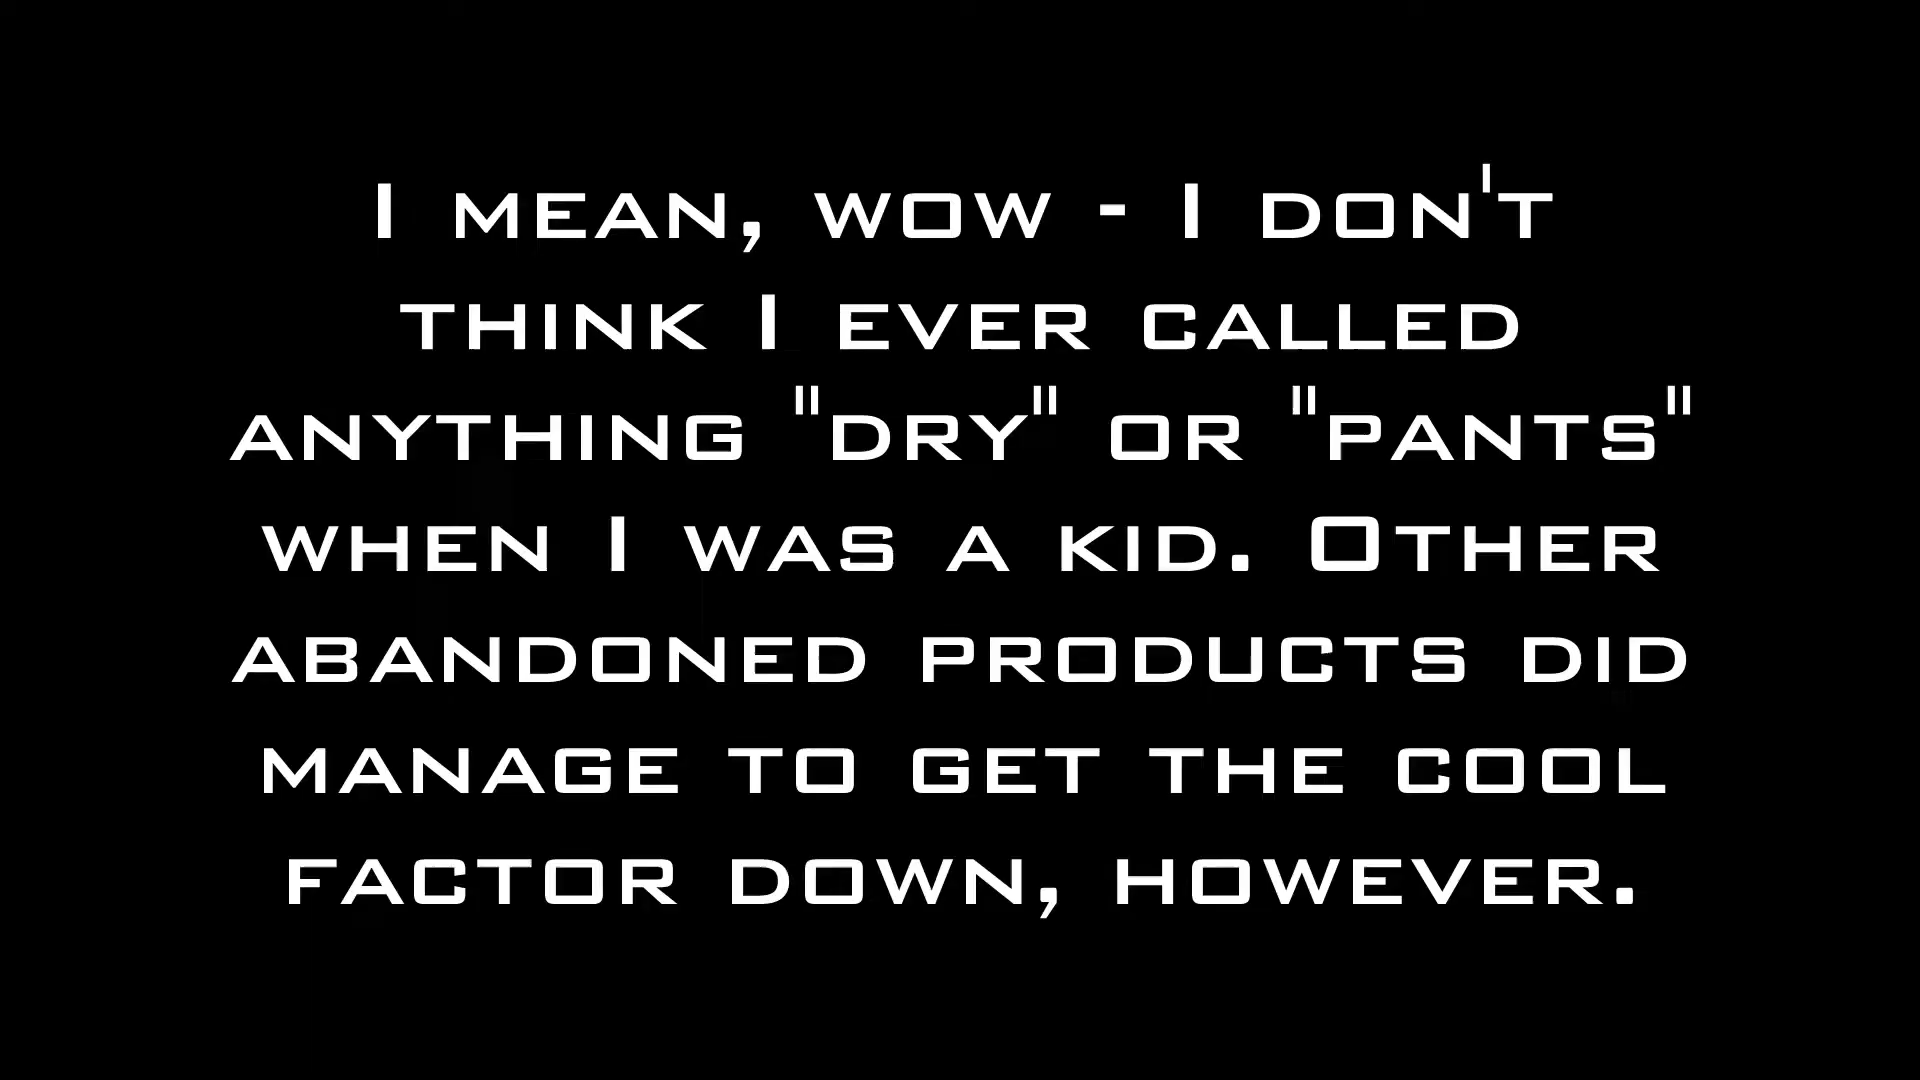 I mean, wow - I don't
think I ever called
anything "dry" or "pants"
when I was a kid. Other
abandoned products did
manage to get the cool
factor down, however.